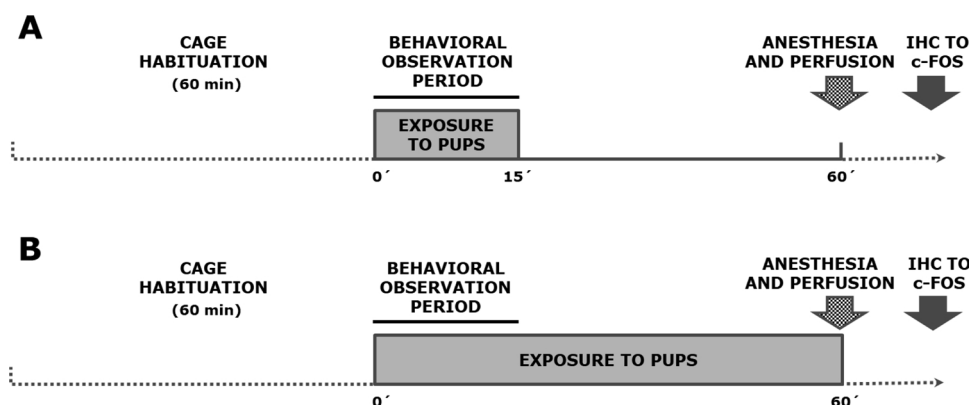 A
CAGE
HABITUATION
(60 min)
BEHAVIORAL
OBSERVATION
PERIOD
ANESTHESIA
AND PERFUSION
IHC TO
c-FOS
EXPOSURE
TO PUPS
0´
15´
60´
B
CAGE
HABITUATION
(60 min)
BEHAVIORAL
OBSERVATION
PERIOD
ANESTHESIA
AND PERFUSION
IHC TO
c-FOS
EXPOSURE TO PUPS
0´
60´